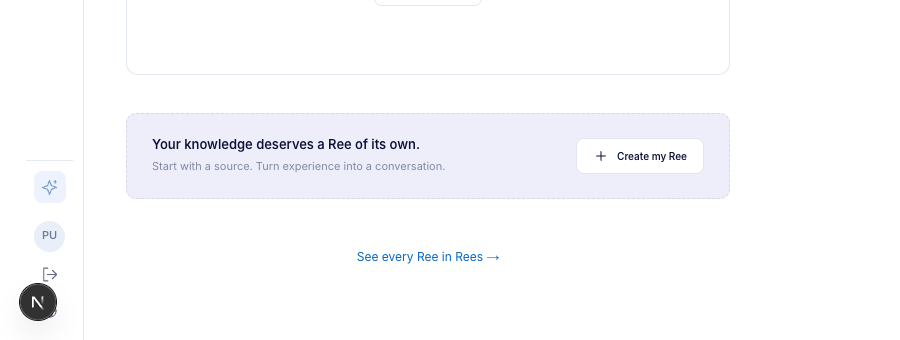 Your knowledge deserves a Ree of its own.
Start with a source. Turn experience into a conversation.
Create my Ree
PU
See every Ree in Rees →
N